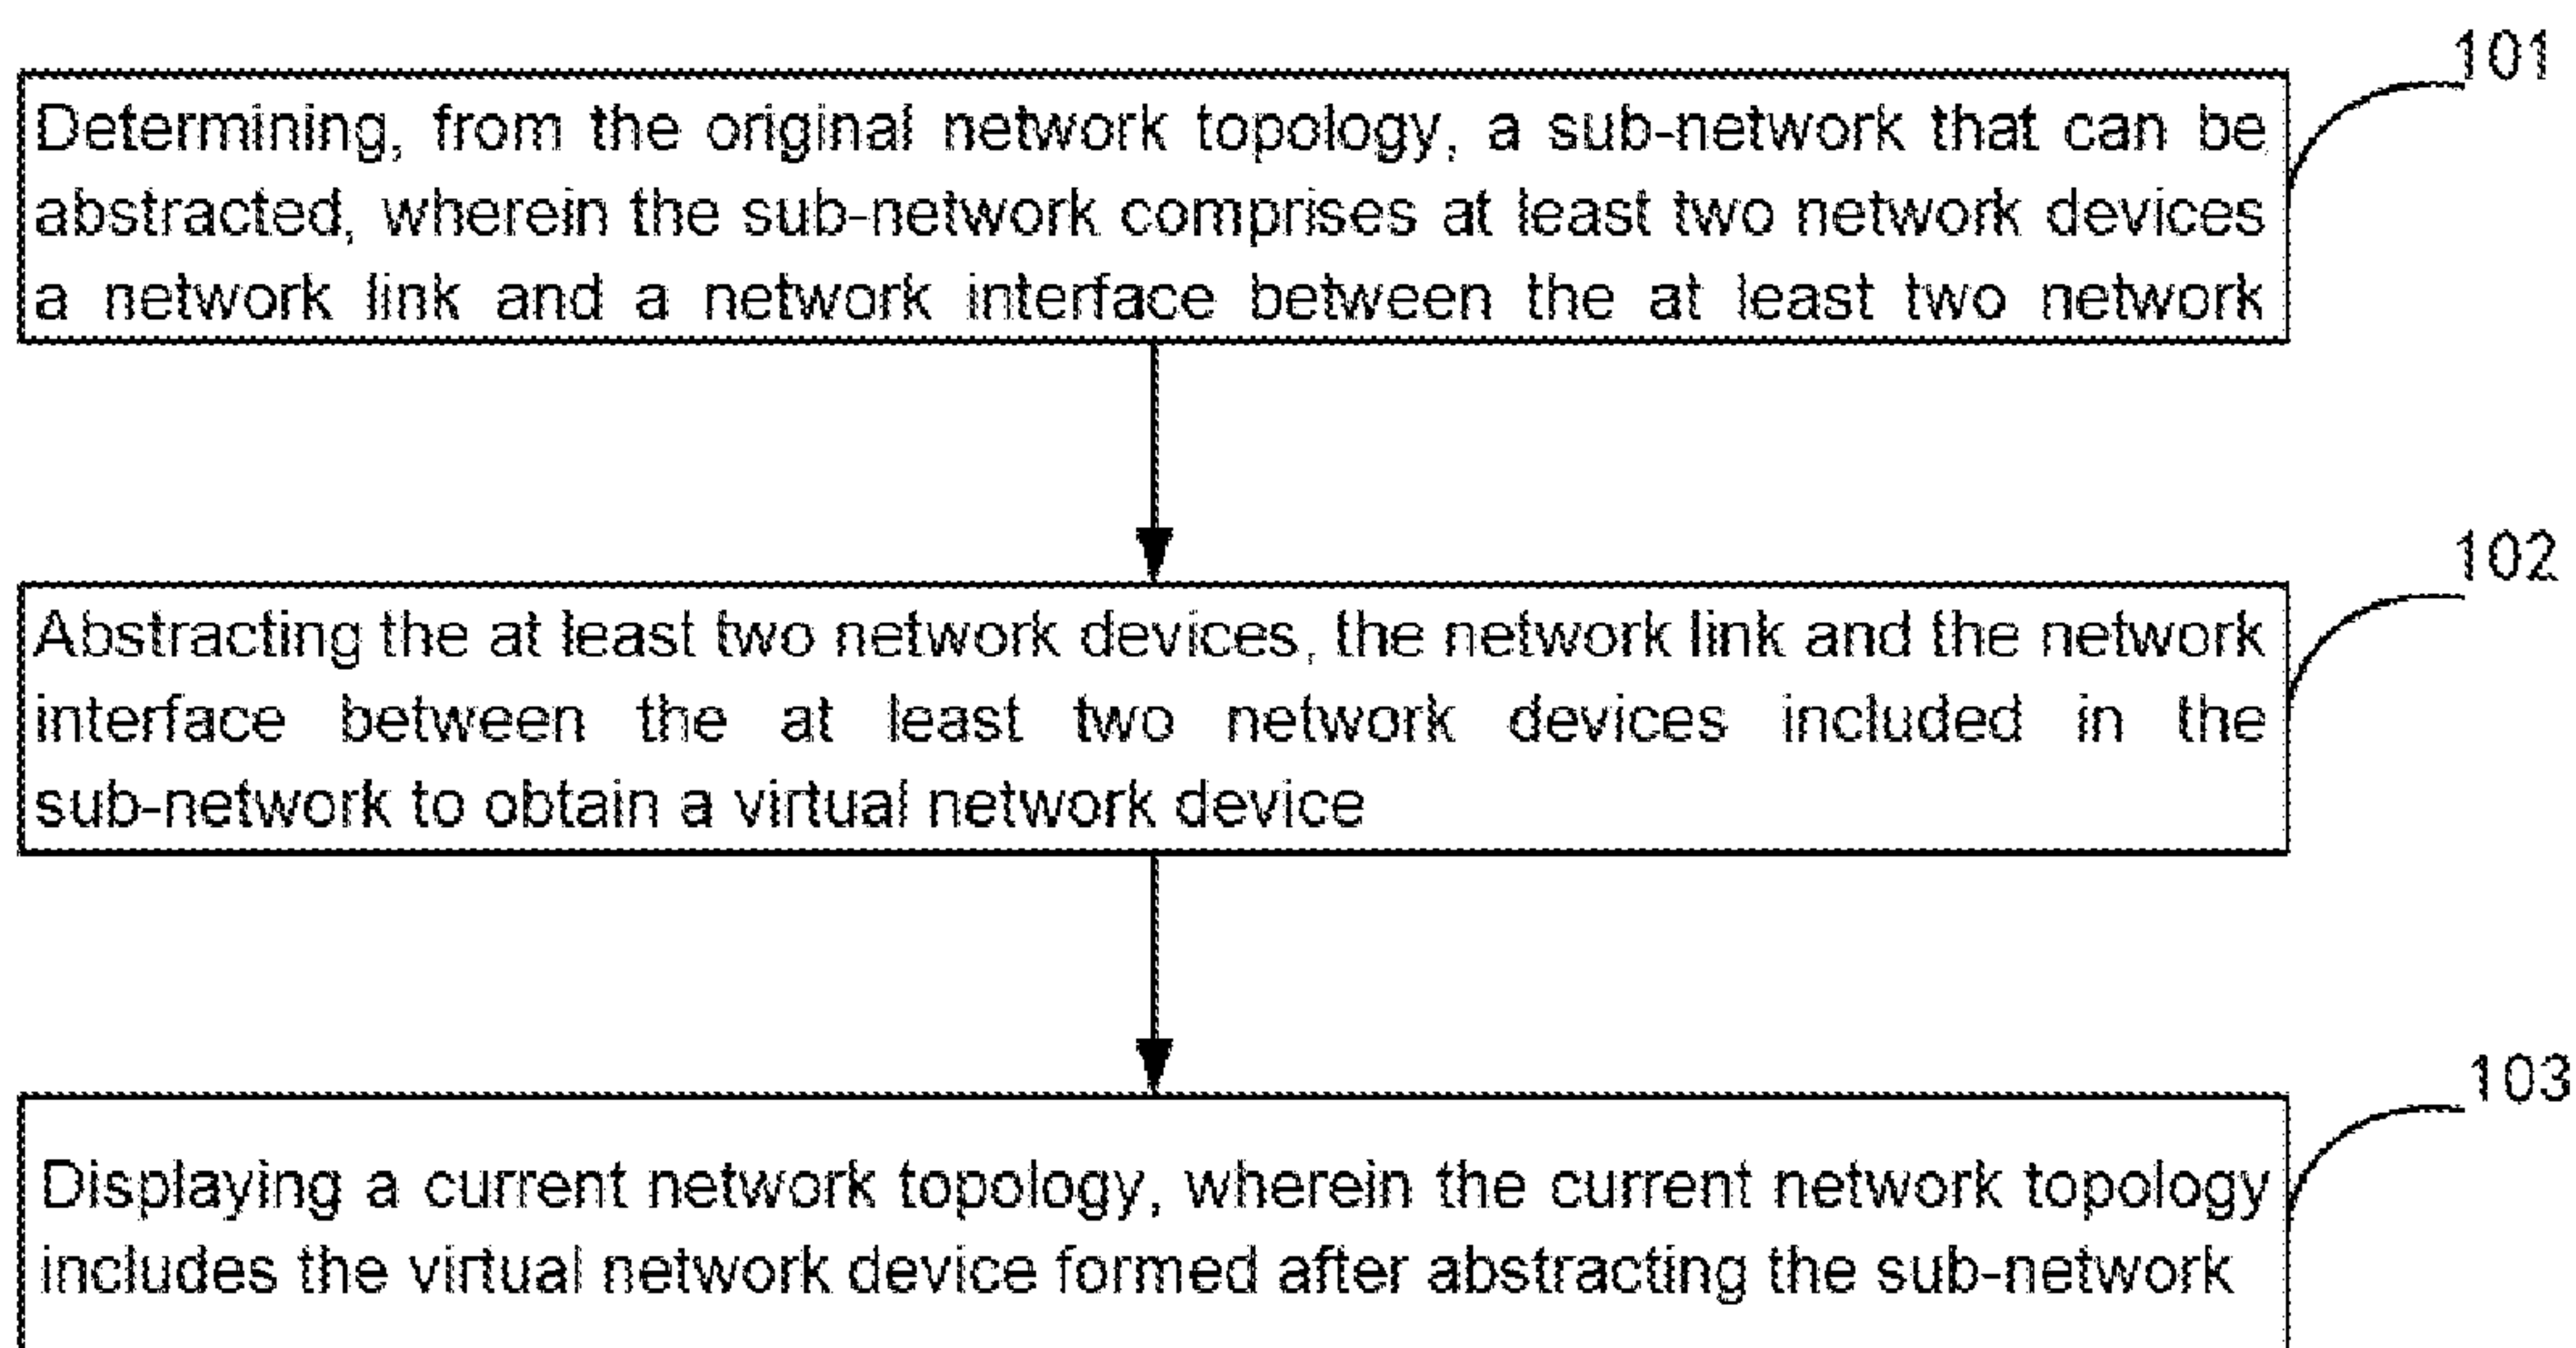 101
Determining, from the original network topology, a sub-network that can be
abstracted, wherein the sub-network comprises at least two network devices
a network link and a network interface between the at least two network
102
Abstracting the at least two network devices, the network link and the network
interface between the at least two network devices included in the
sub-network to obtain a virtual network device
103
Displaying a current network topology, wherein the current network topology
includes the virtual network device formed after abstracting the sub-network